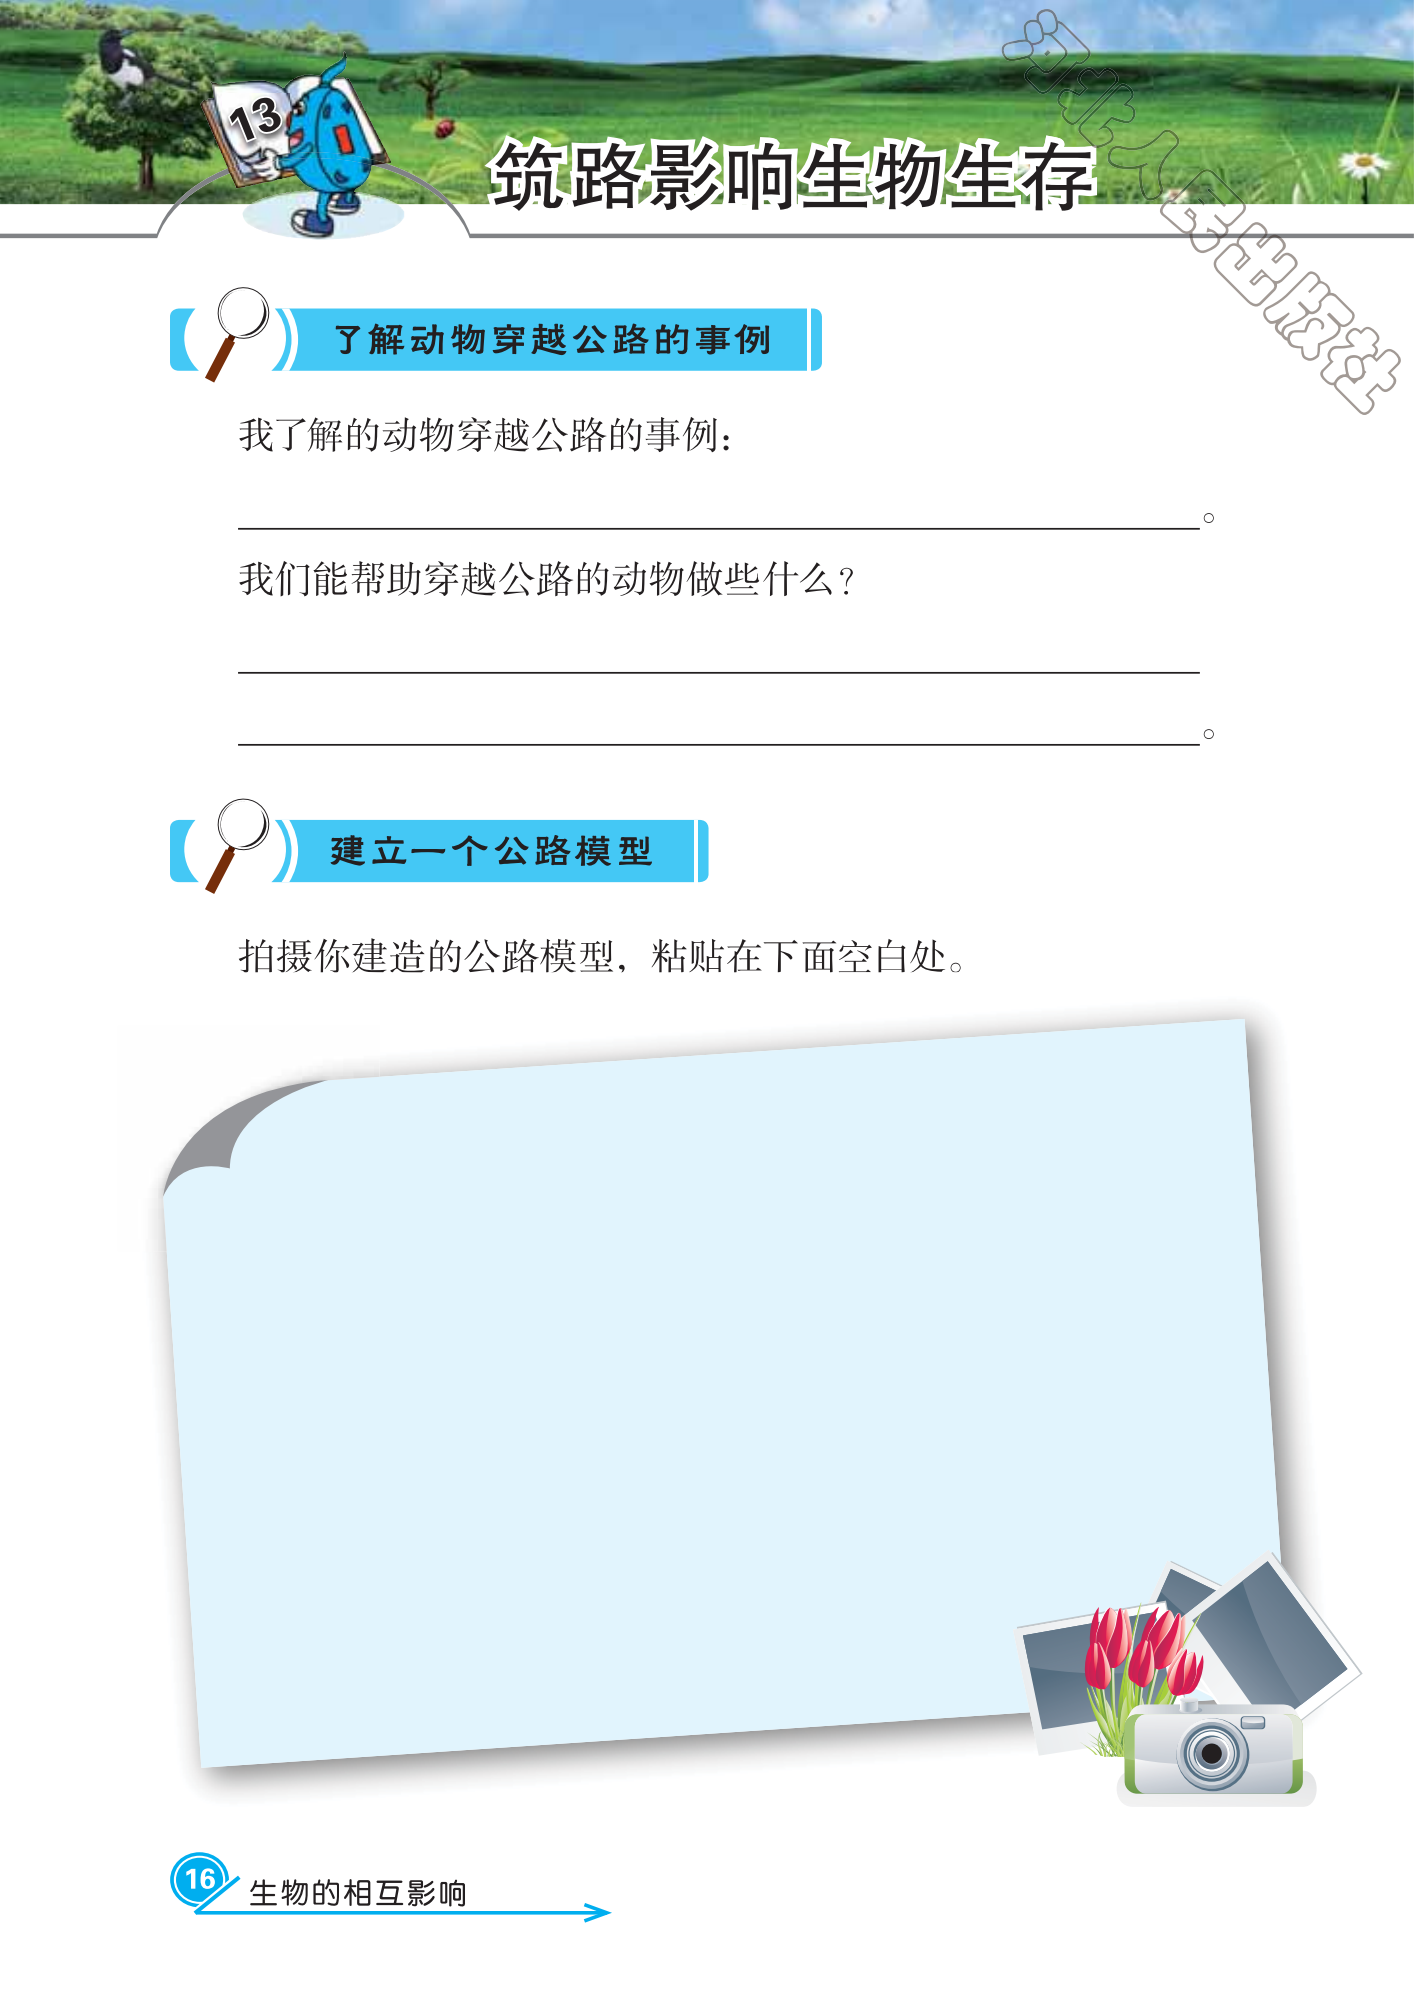 13
筑路影响生物生存
湖北人民出版社
了解动物穿越公路的事例
我了解的动物穿越公路的事例：
。
我们能帮助穿越公路的动物做些什么？
。
建立一个公路模型
拍摄你建造的公路模型，粘贴在下面空白处。
16
生物的相互影响